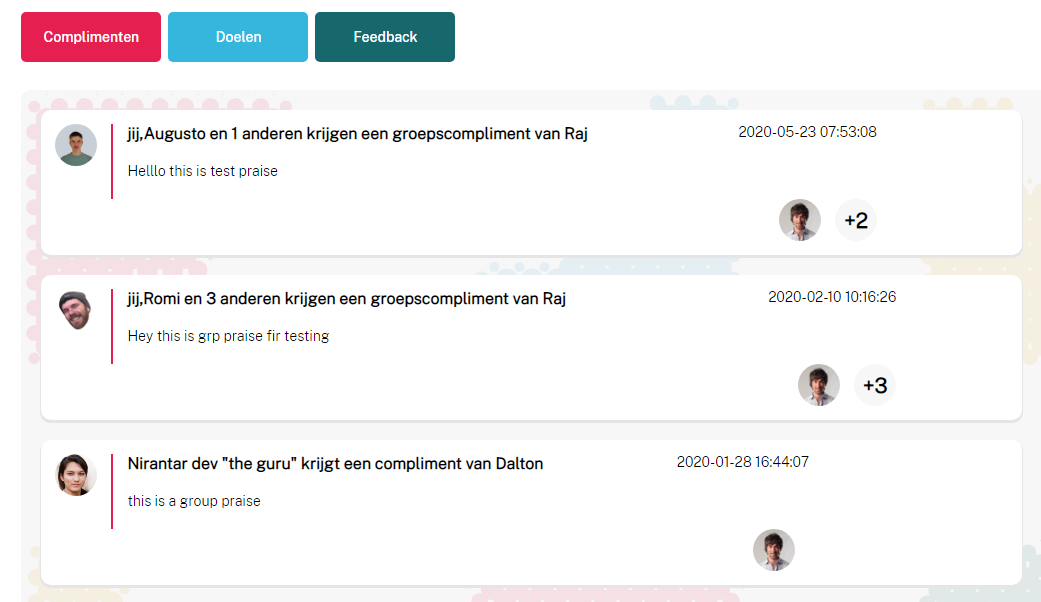 Complimenten Doelen Feedback
jij,Augusto en 1 anderen krijgen een groepscompliment van Raj 2020-05-23 07:53:08
Helllo this is test praise
+2
jij,Romi en 3 anderen krijgen een groepscompliment van Raj 2020-02-10 10:16:26
Hey this is grp praise fir testing
+3
Nirantar dev "the guru" krijgt een compliment van Dalton 2020-01-28 16:44:07
this is a group praise